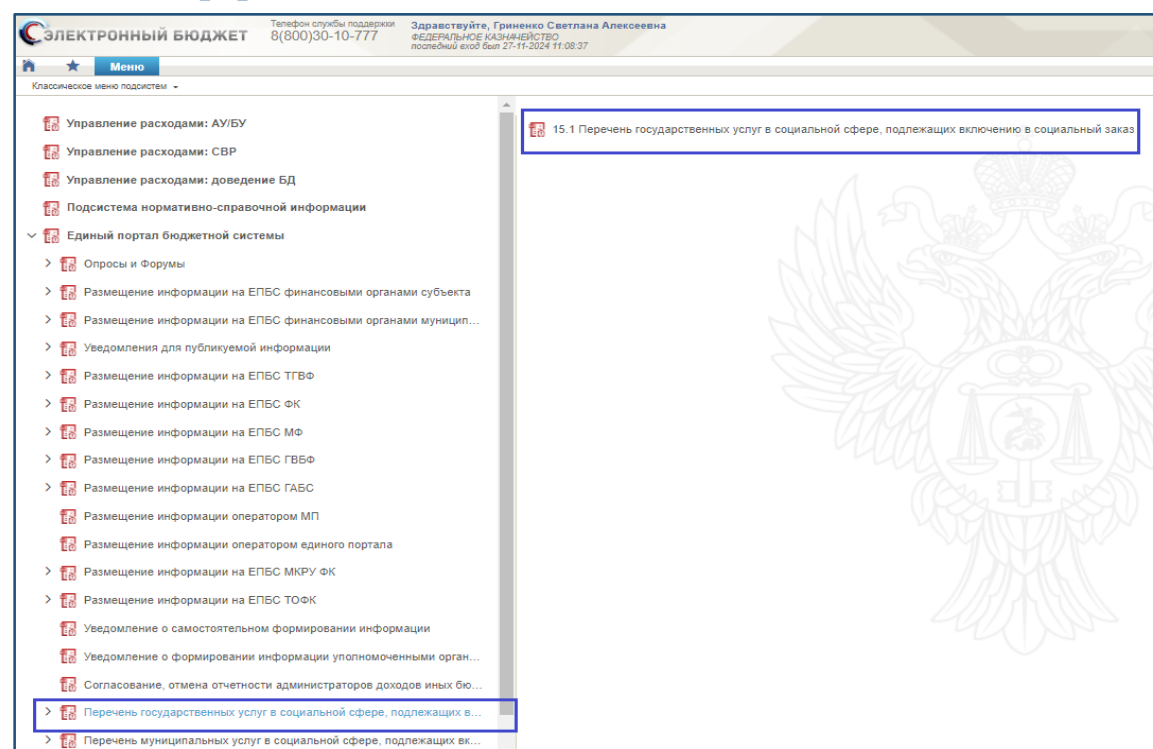 ЭЛЕКТРОННЫЙ БЮДЖЕТ
Телефон службы поддержки
8(800)30-10-777
Здравствуйте, Гриненко Светлана Алексеевна
ФЕДЕРАЛЬНОЕ КАЗНАЧЕЙСТВО
последний вход был 27-11-2024 11:08:37
Меню
Классическое меню подсистем
Управление расходами: АУ/БУ
Управление расходами: СВР
Управление расходами: доведение БД
Подсистема нормативно-справочной информации
Единый портал бюджетной системы
Опросы и Форумы
Размещение информации на ЕПБС финансовыми органами субъекта
Размещение информации на ЕПБС финансовыми органами муницип...
Уведомления для публикуемой информации
Размещение информации на ЕПБС ТГВФ
Размещение информации на ЕПБС ФК
Размещение информации на ЕПБС МФ
Размещение информации на ЕПБС ГВБФ
Размещение информации на ЕПБС ГАБС
Размещение информации оператором МП
Размещение информации оператором единого портала
Размещение информации на ЕПБС МКРУ ФК
Размещение информации на ЕПБС ТОФК
Уведомление о самостоятельном формировании информации
Уведомление о формировании информации уполномоченными орган...
Согласование, отмена отчетности администраторов доходов иных бю...
Перечень государственных услуг в социальной сфере, подлежащих в...
Перечень муниципальных услуг в социальной сфере, подлежащих вк...
15.1 Перечень государственных услуг в социальной сфере, подлежащих включению в социальный заказ